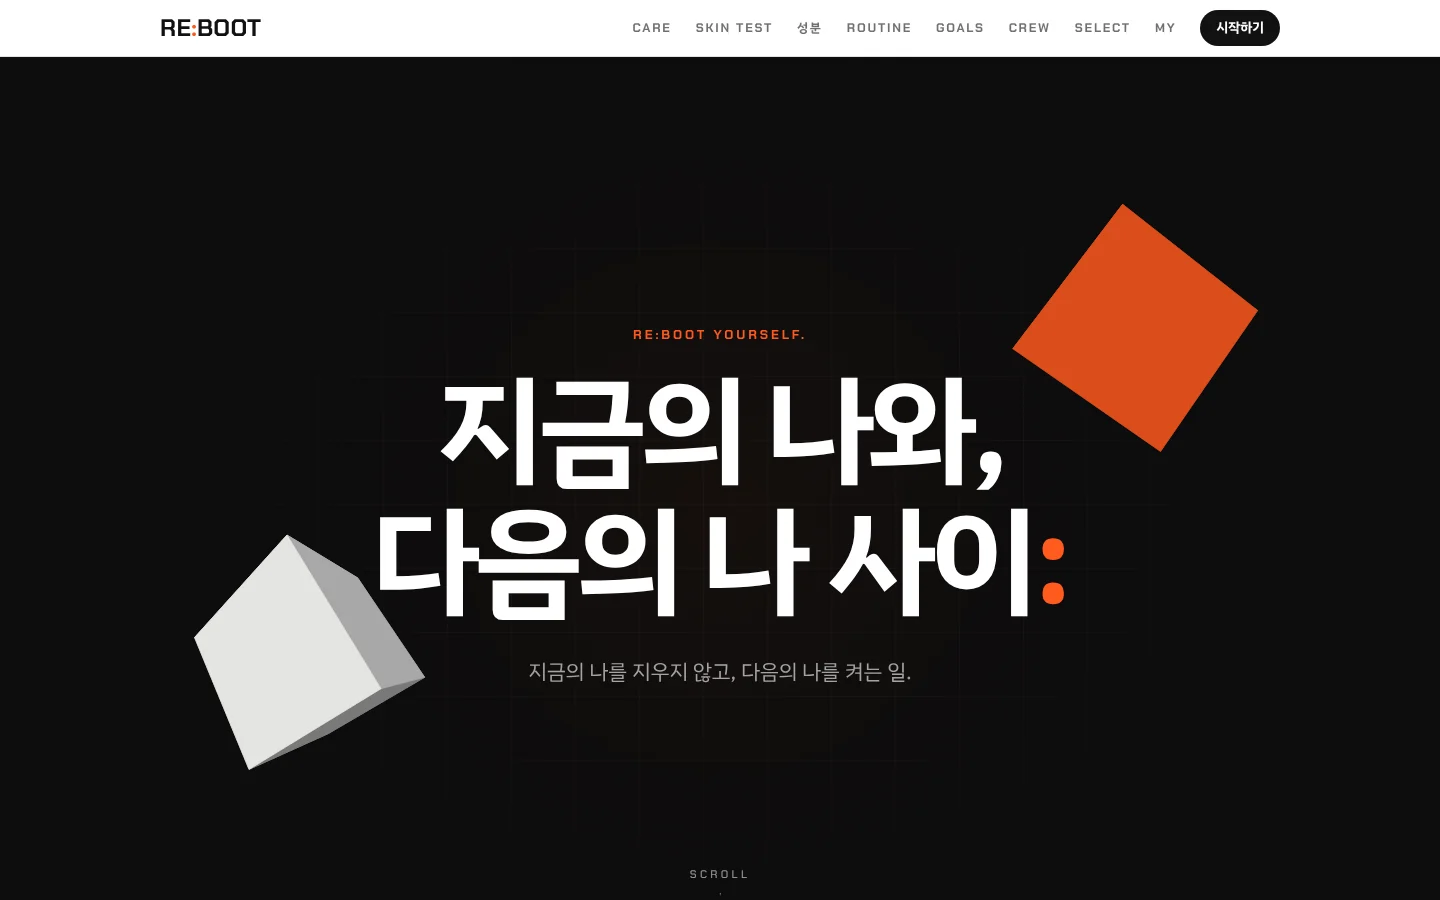 RE:BOOT
CARE SKIN TEST 성분 ROUTINE GOALS CREW SELECT MY 시작하기
RE:BOOT YOURSELF.
지금의 나와,
다음의 나 사이:
지금의 나를 지우지 않고, 다음의 나를 켜는 일.
SCROLL